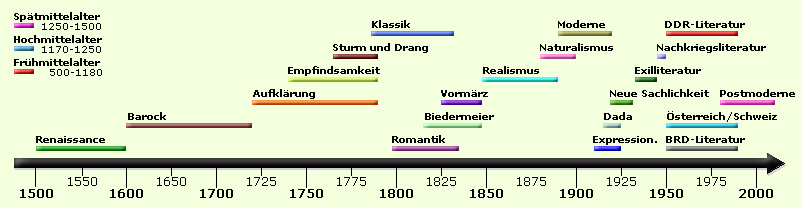 Spätmittelalter
1250-1500
Hochmittelalter
1170-1250
Frühmittelalter
500-1180
Klassik Moderne DDR-Literatur
Sturm und Drang Naturalismus Nachkriegsliteratur
Empfindsamkeit Realismus Exilliteratur
Aufklärung Vormärz Neue Sachlichkeit Postmoderne
Barock Biedermeier Dada Österreich/Schweiz
Renaissance Romantik Expression. BRD-Literatur
1500 1550 1600 1650 1700 1725 1750 1775 1800 1825 1850 1875 1900 1925 1950 1975 2000